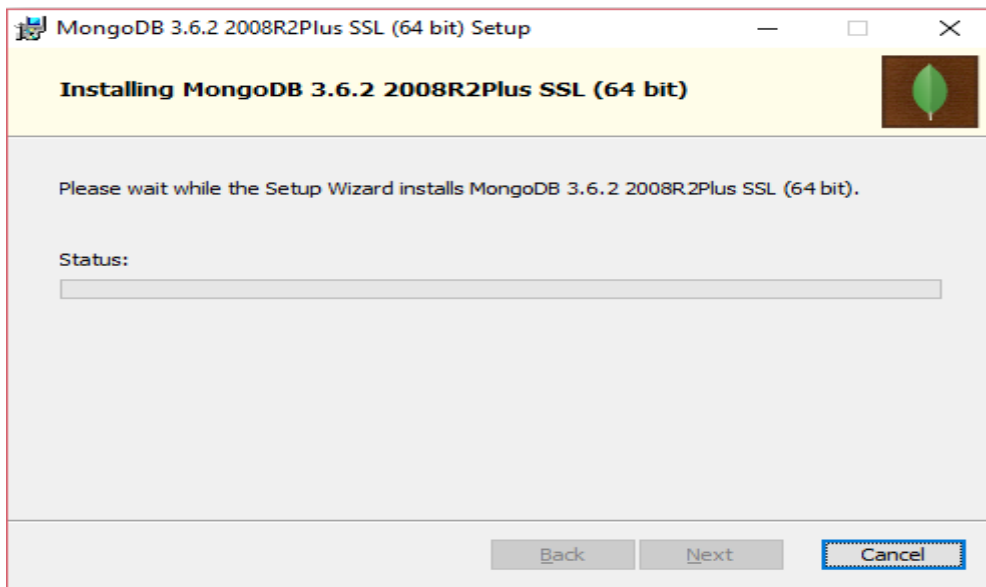 MongoDB 3.6.2 2008R2Plus SSL (64 bit) Setup
Installing MongoDB 3.6.2 2008R2Plus SSL (64 bit)
Please wait while the Setup Wizard installs MongoDB 3.6.2 2008R2Plus SSL (64 bit).
Status:
Back Next Cancel